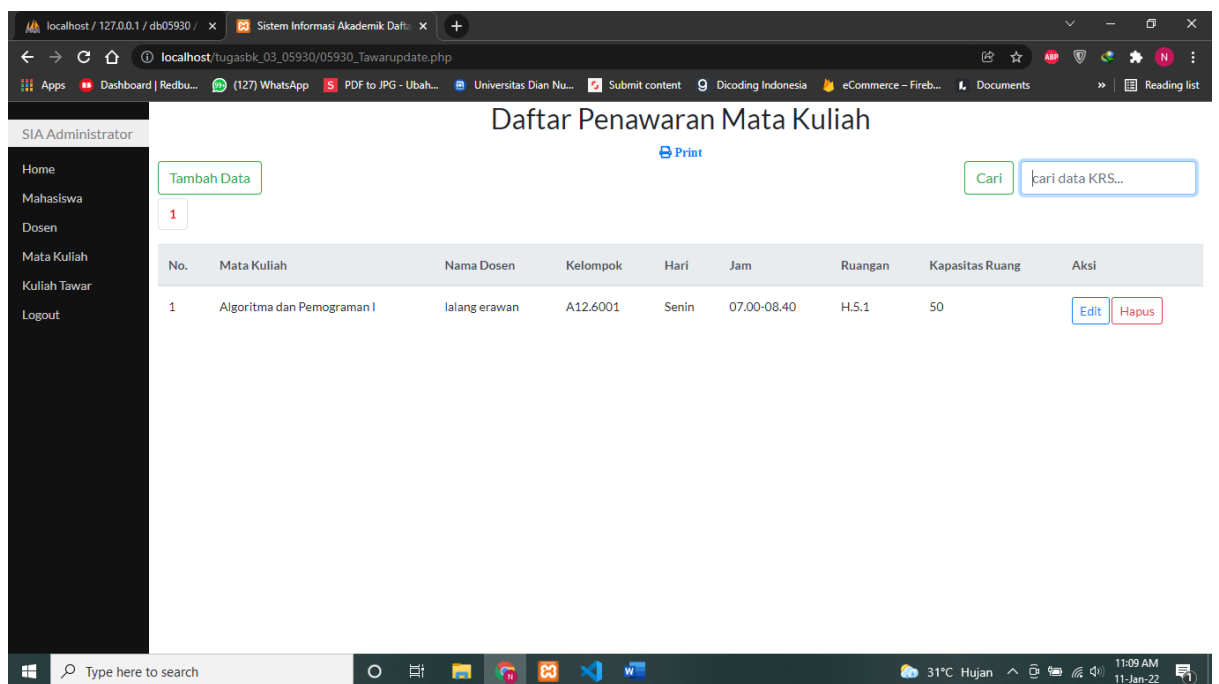 localhost / 127.0.0.1 / db05930 /
Sistem Informasi Akademik Dafta
localhost/tugasbk_03_05930/05930_Tawarupdate.php
ABP
N
Apps
Dashboard | Redbu...
(127) WhatsApp
S
PDF to JPG - Ubah...
Universitas Dian Nu...
Submit content
Dicoding Indonesia
eCommerce – Fireb...
Documents
»
Reading list
SIA Administrator
Home
Mahasiswa
Dosen
Mata Kuliah
Kuliah Tawar
Logout
Daftar Penawaran Mata Kuliah
Print
Tambah Data
Cari
cari data KRS...
1
No. Mata Kuliah Nama Dosen Kelompok Hari Jam Ruangan Kapasitas Ruang Aksi
1 Algoritma dan Pemograman I lalang erawan A12.6001 Senin 07.00-08.40 H.5.1 50 Edit Hapus
Type here to search
31°C Hujan
11:09 AM
11-Jan-22